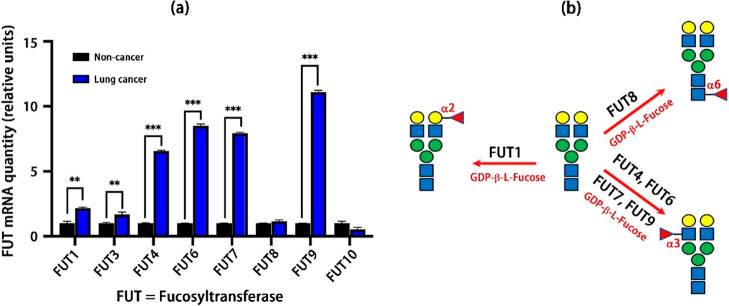 (a)
FUT mRNA quantity (relative units)
15
10
5
0
Non-cancer
Lung cancer
**
**
***
***
***
***
FUT1
FUT3
FUT4
FUT6
FUT7
FUT8
FUT9
FUT10
FUT = Fucosyltransferase
(b)
α2
FUT1
GDP-β-L-Fucose
FUT8
GDP-β-L-Fucose
α6
FUT4, FUT6
FUT7, FUT9
GDP-β-L-Fucose
α3